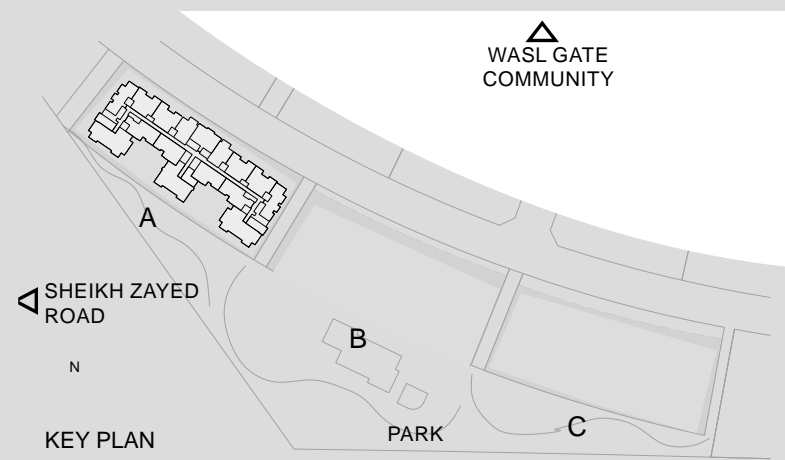 WASL GATE
COMMUNITY
A
SHEIKH ZAYED
ROAD
B
N
C
PARK
KEY PLAN